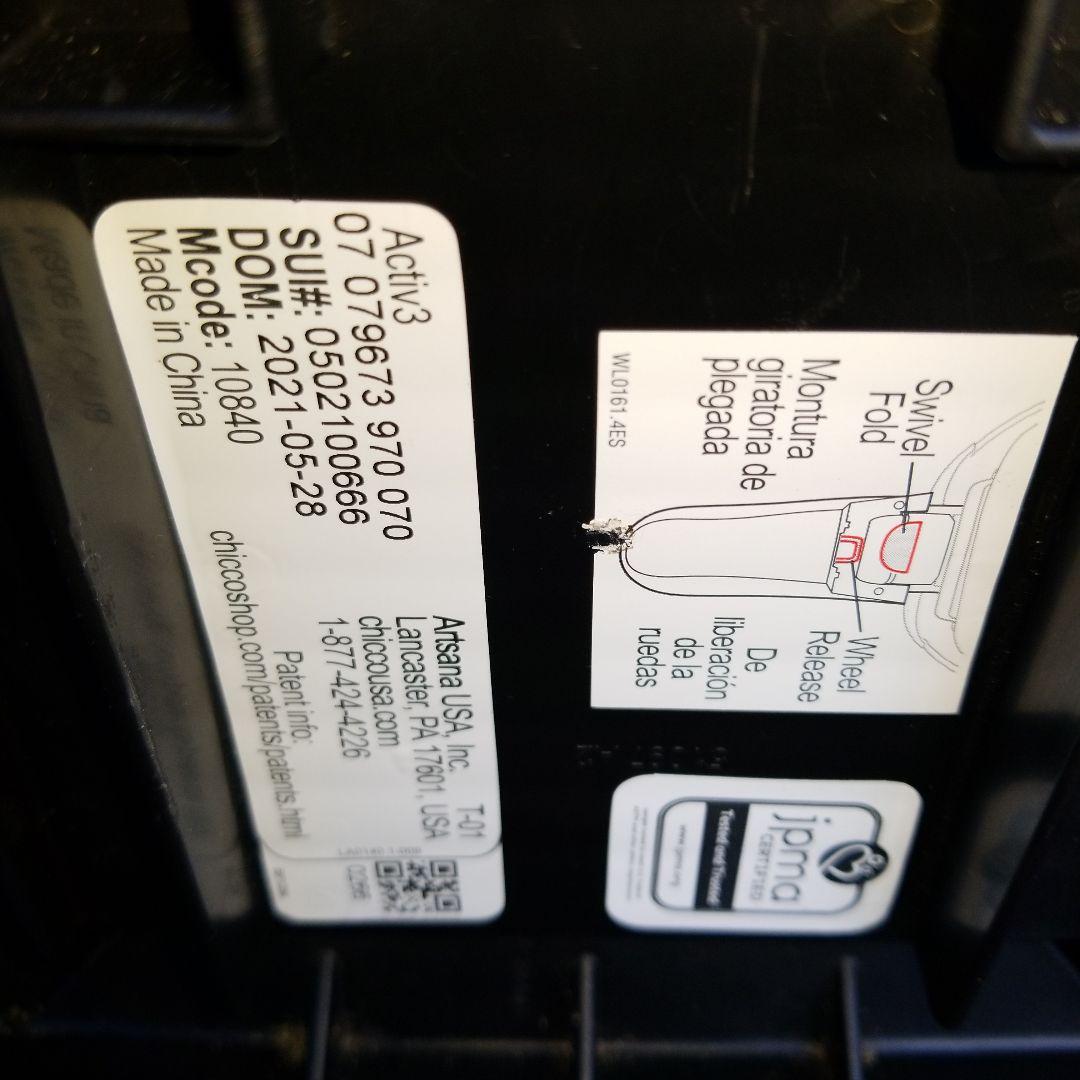 Activ3
07 079673 970 070
SUI#: 0502100666
DOM: 2021-05-28
Mcode: 10840
Made in China
T-01
Artsana USA, Inc.
Lancaster, PA 17601, USA
chiccousa.com
1-877-424-4226
Patent info:
chiccoshop.com/patents/patents.html
Swivel
Fold
Montura
giratoria de
plegada
WL0161.4ES
Wheel
Release
De
liberación
de la
ruedas
jpma
CERTIFIED
Tested and Trusted
www.jpma.org